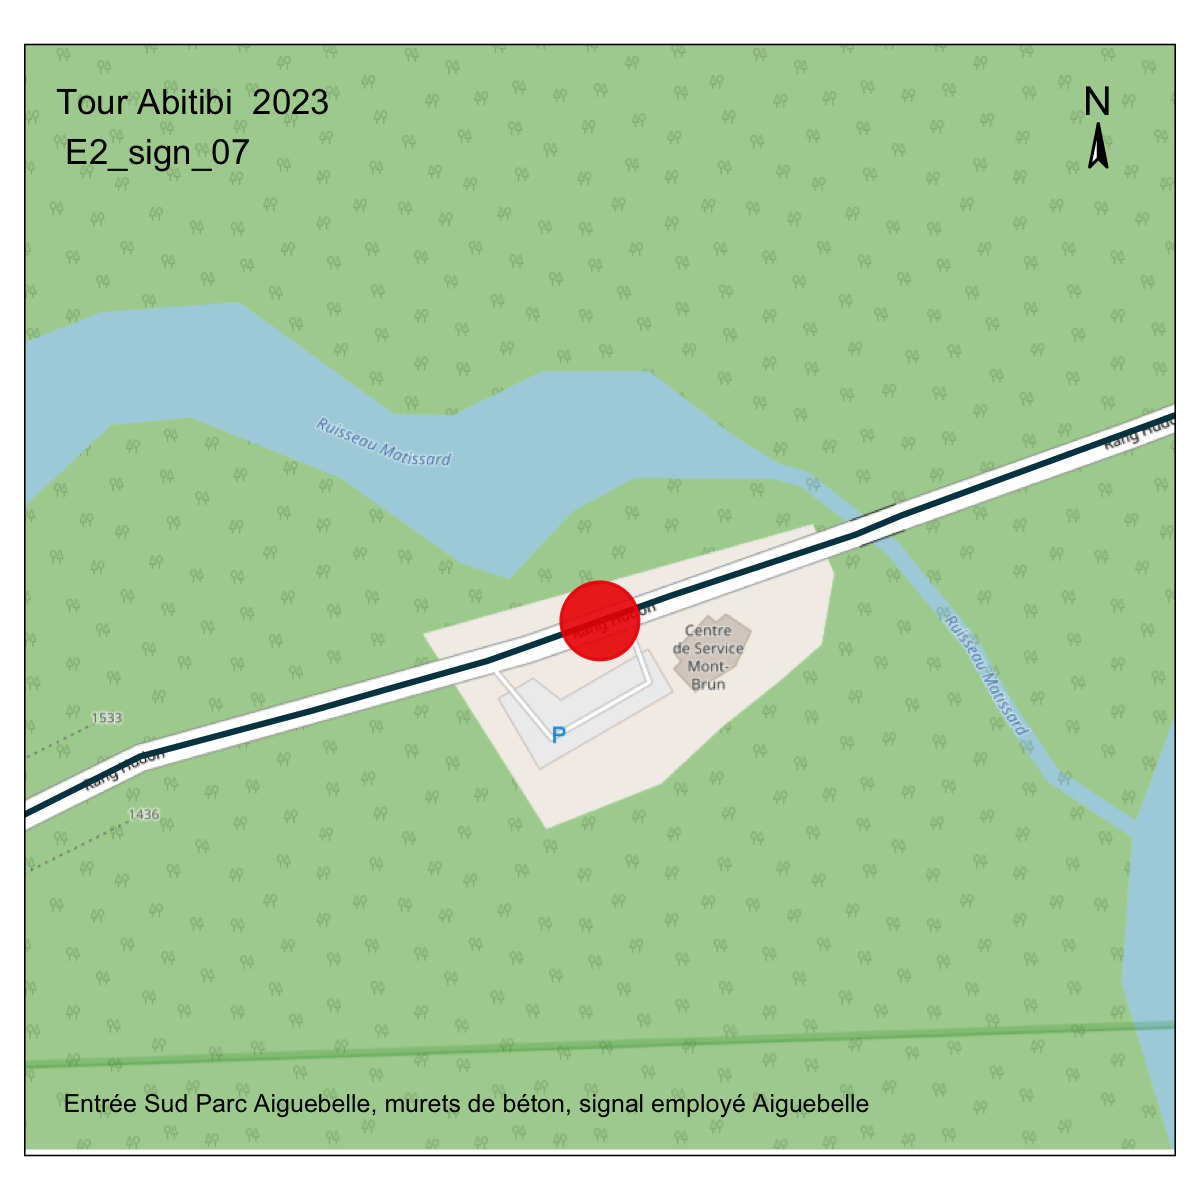 Tour Abitibi  2023
E2_sign_07
N
Ruisseau Matissard
Rang Hudon
Rang Hudon
Centre
de Service
Mont-
Brun
Ruisseau Matissard
P
1533
Rang Hudon
1436
Entrée Sud Parc Aiguebelle, murets de béton, signal employé Aiguebelle